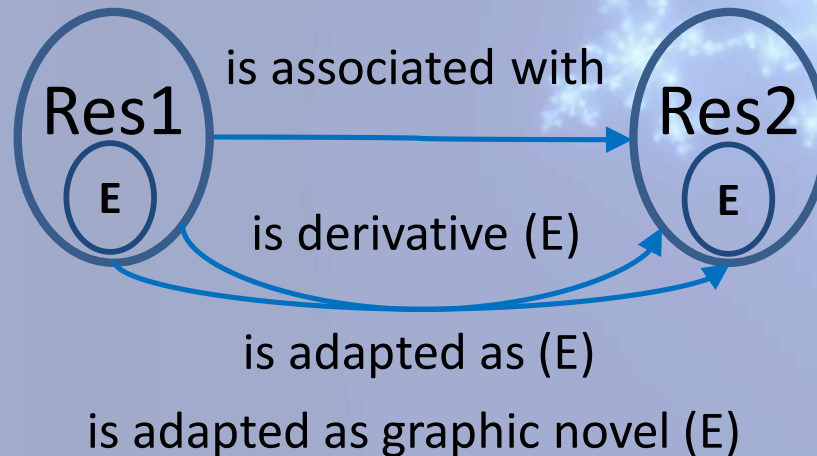 is associated with
Res1
Res2
E
E
is derivative (E)
is adapted as (E)
is adapted as graphic novel (E)